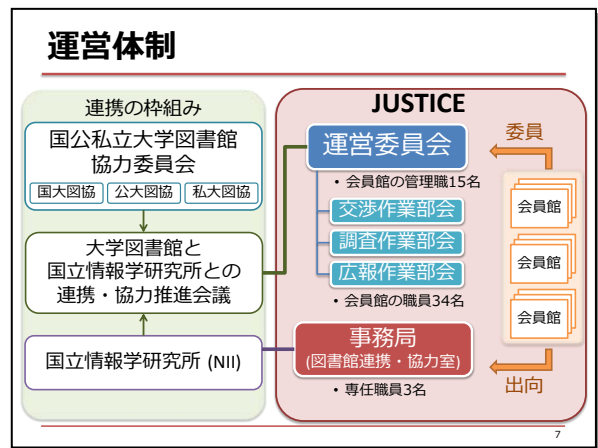 運営体制
連携の枠組み
国公私立大学図書館
協力委員会
国大図協 公大図協 私大図協
大学図書館と
国立情報学研究所との
連携・協力推進会議
国立情報学研究所 (NII)
JUSTICE
運営委員会
・会員館の管理職15名
交渉作業部会
調査作業部会
広報作業部会
・会員館の職員34名
事務局
(図書館連携・協力室)
・専任職員3名
委員
会員館
会員館
会員館
出向
7